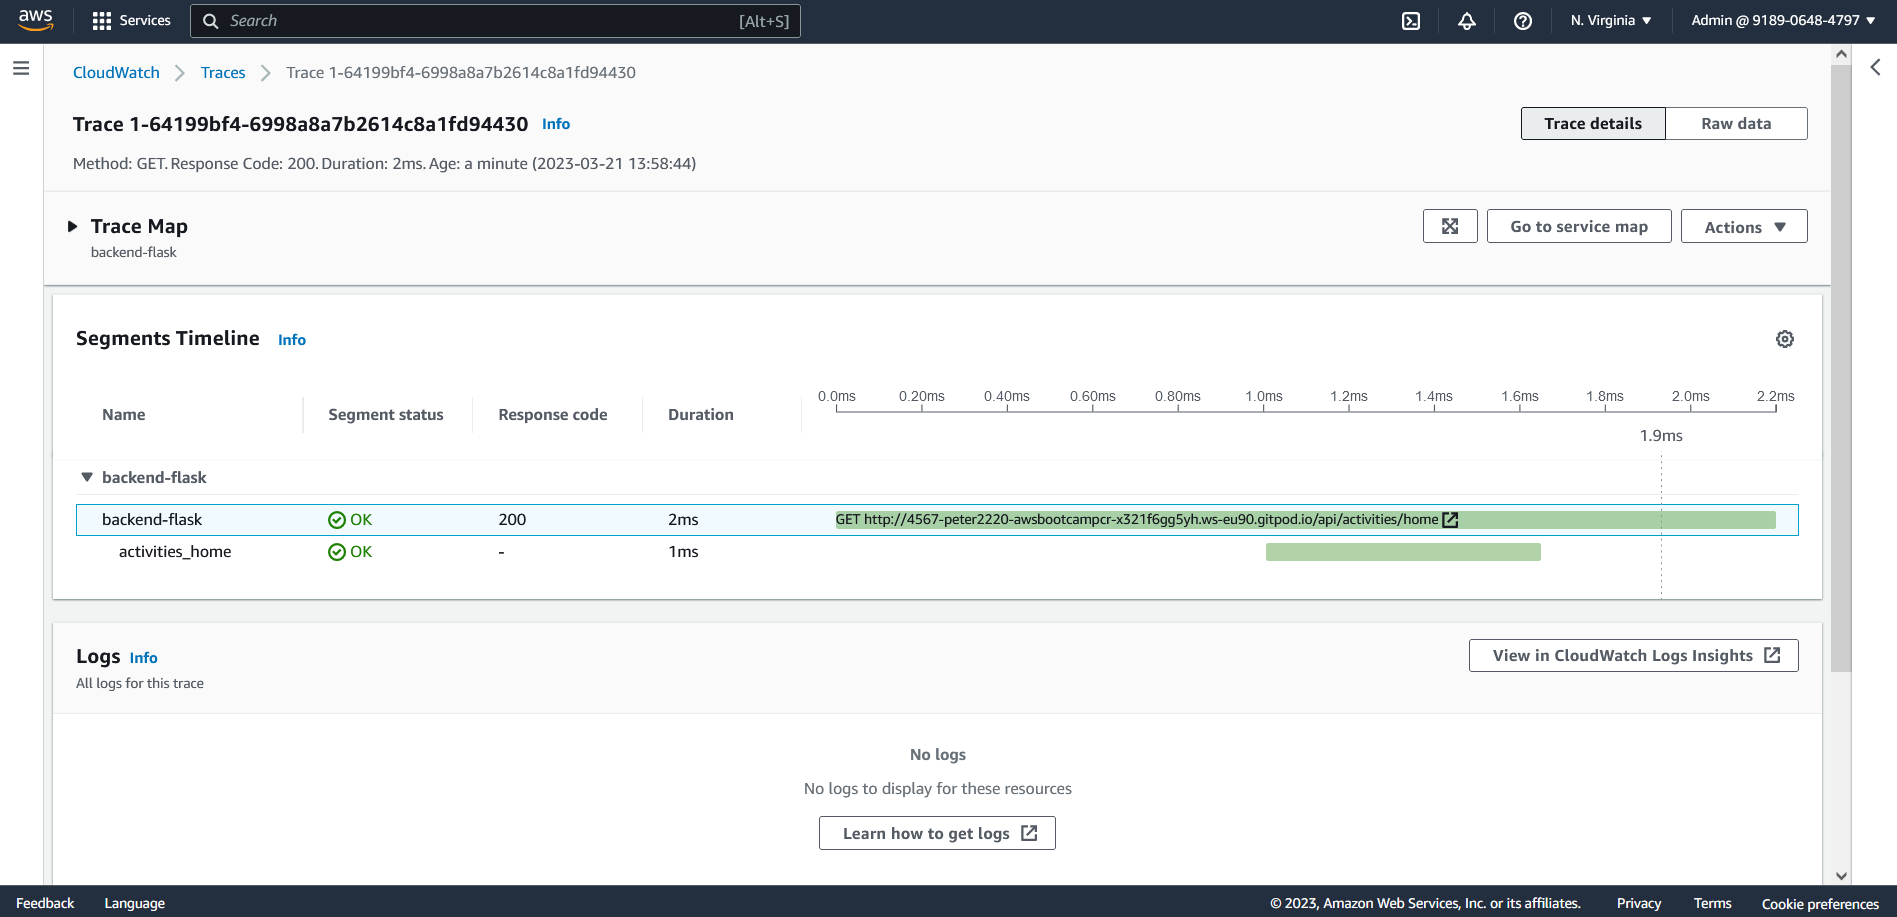 aws Services Search [Alt+S] N. Virginia ▼ Admin @ 9189-0648-4797 ▼
CloudWatch Traces Trace 1-64199bf4-6998a8a7b2614c8a1fd94430
Trace 1-64199bf4-6998a8a7b2614c8a1fd94430 Info Trace details Raw data
Method: GET. Response Code: 200. Duration: 2ms. Age: a minute (2023-03-21 13:58:44)
Trace Map Go to service map Actions ▼
backend-flask
Segments Timeline Info
0.0ms 0.20ms 0.40ms 0.60ms 0.80ms 1.0ms 1.2ms 1.4ms 1.6ms 1.8ms 2.0ms 2.2ms
Name Segment status Response code Duration
1.9ms
backend-flask
backend-flask OK 200 2ms GET http://4567-peter2220-awsbootcampcr-x321f6gg5yh.ws-eu90.gitpod.io/api/activities/home
activities_home OK - 1ms
Logs Info View in CloudWatch Logs Insights
All logs for this trace
No logs
No logs to display for these resources
Learn how to get logs
Feedback Language © 2023, Amazon Web Services, Inc. or its affiliates. Privacy Terms Cookie preferences